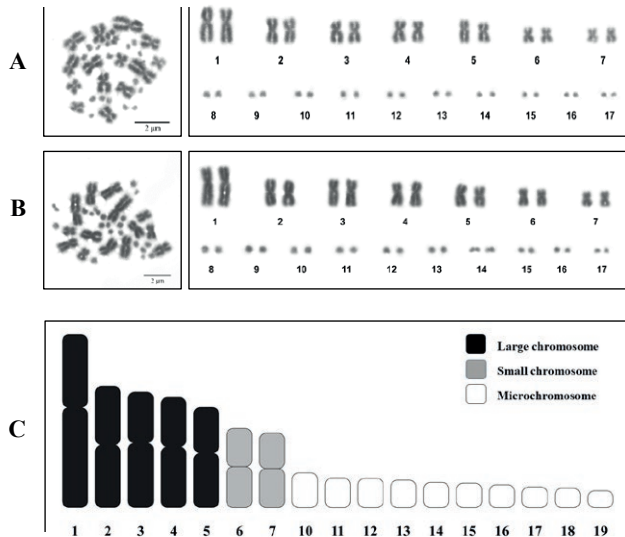 A
2 μm
1 2 3 4 5 6 7
8 9 10 11 12 13 14 15 16 17
B
2 μm
1 2 3 4 5 6 7
8 9 10 11 12 13 14 15 16 17
C
Large chromosome
Small chromosome
Microchromosome
1 2 3 4 5 6 7 10 11 12 13 14 15 16 17 18 19